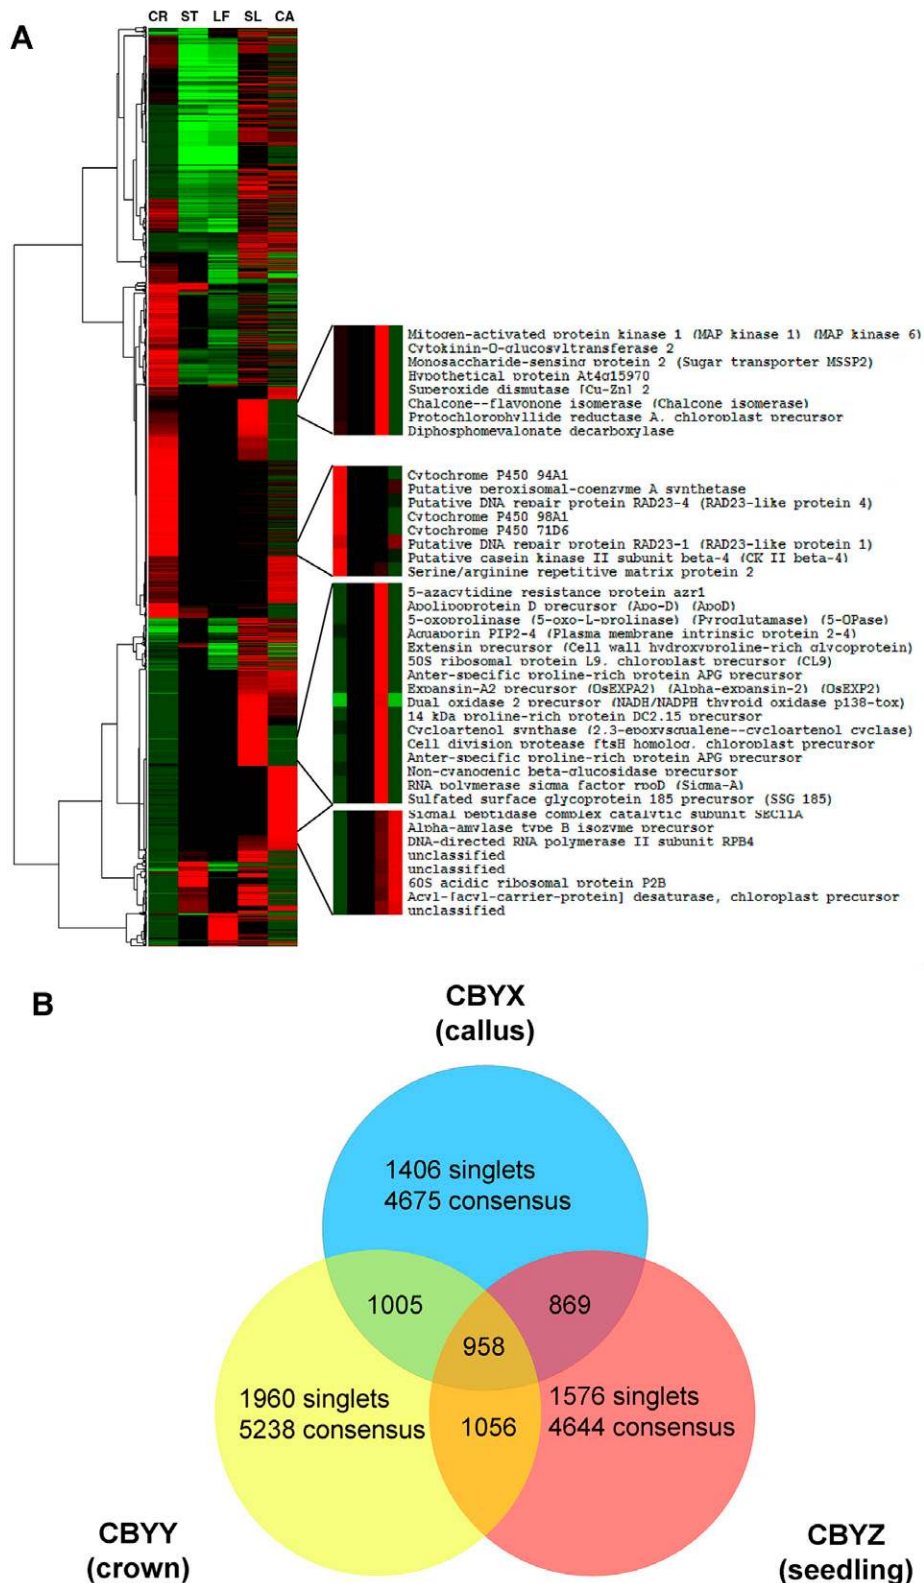 A
CR ST LF SL CA
Mitogen-activated protein kinase 1 (MAP kinase 1) (MAP kinase 6)
Cytokinin-O-glucosyltransferase 2
Monosaccharide-sensing protein 2 (Sugar transporter MSSP2)
Hypothetical protein At4g15970
Superoxide dismutase [Cu-Zn] 2
Chalcone--flavonone isomerase (Chalcone isomerase)
Protochlorophyllide reductase A, chloroplast precursor
Diphosphomevalonate decarboxylase
Cytochrome P450 94A1
Putative peroxisomal-coenzyme A synthetase
Putative DNA repair protein RAD23-4 (RAD23-like protein 4)
Cytochrome P450 98A1
Cytochrome P450 71D6
Putative DNA repair protein RAD23-1 (RAD23-like protein 1)
Putative casein kinase II subunit beta-4 (CK II beta-4)
Serine/arginine repetitive matrix protein 2
5-azacytidine resistance protein azr1
Apolipoprotein D precursor (Apo-D) (ApoD)
5-oxoprolinase (5-oxo-L-prolinase) (Pyroglutamase) (5-OPase)
Aquaporin PIP2-4 (Plasma membrane intrinsic protein 2-4)
Extensin precursor (Cell wall hydroxyproline-rich glycoprotein)
50S ribosomal protein L9, chloroplast precursor (CL9)
Anter-specific proline-rich protein APG precursor
Expansin-A2 precursor (OsEXPA2) (Alpha-expansin-2) (OsEXP2)
Dual oxidase 2 precursor (NADH/NADPH thyroid oxidase p138-tox)
14 kDa proline-rich protein DC2.15 precursor
Cycloartenol synthase (2,3-epoxysqualene--cycloartenol cyclase)
Cell division protease ftsH homolog, chloroplast precursor
Anter-specific proline-rich protein APG precursor
Non-cyanogenic beta-glucosidase precursor
RNA polymerase sigma factor rpoD (Sigma-A)
Sulfated surface glycoprotein 185 precursor (SSG 185)
Signal peptidase complex catalytic subunit SEC11A
Alpha-amylase type B isozyme precursor
DNA-directed RNA polymerase II subunit RPB4
unclassified
unclassified
60S acidic ribosomal protein P2B
Acyl-[acyl-carrier-protein] desaturase, chloroplast precursor
unclassified
B
CBYX
(callus)
1406 singlets
4675 consensus
1005
869
958
1960 singlets
5238 consensus
1056
1576 singlets
4644 consensus
CBYY
(crown)
CBYZ
(seedling)